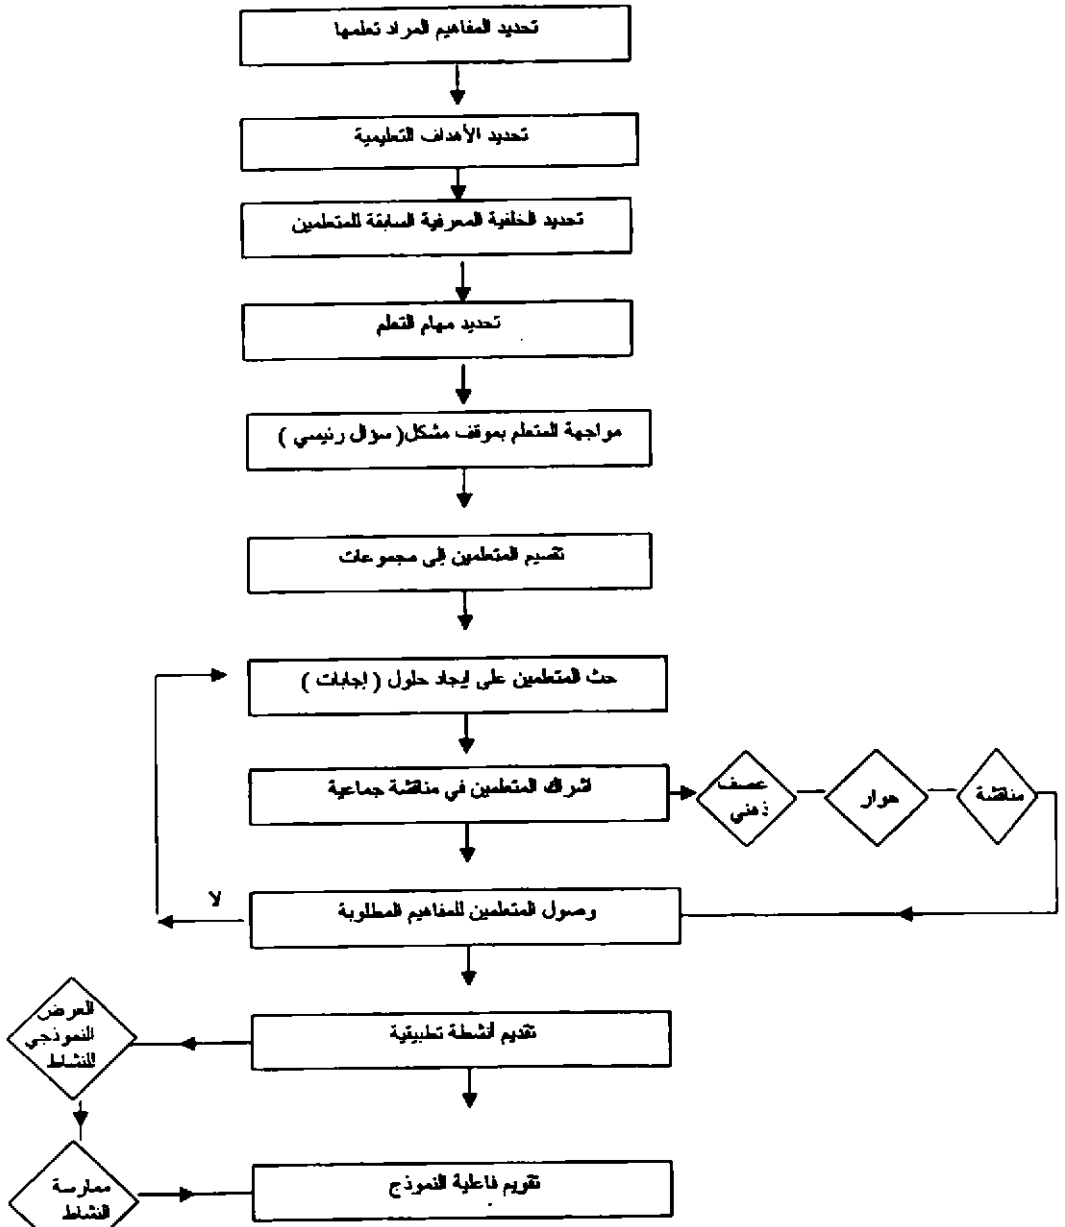 تحديد المفاهيم المراد تعلمها
تحديد الأهداف التعليمية
تحديد الخلفية المعرفية السابقة للمتعلمين
تحديد مهام التعلم
مواجهة المتعلم بموقف مشكل( سؤال رئيسي )
تقسيم المتعلمين إلى مجموعات
حث المتعلمين على إيجاد حلول ( إجابات )
اشراك المتعلمين في مناقشة جماعية
عصف
ذهني
حوار
مناقشة
وصول المتعلمين للمفاهيم المطلوبة
لا
تقديم أنشطة تطبيقية
العرض
النموذجي
للنشاط
ممارسة
النشاط
تقويم فاعلية النموذج